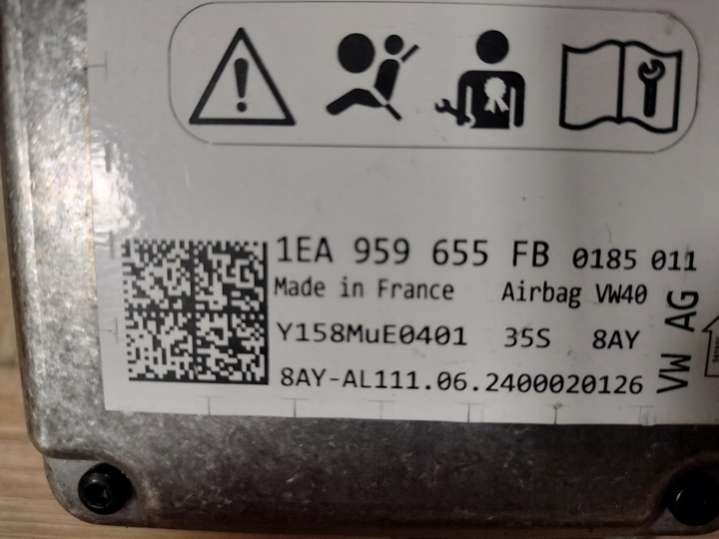 1EA 959 655 FB 0185 011
Made in France Airbag VW40
Y158MuE0401 35S 8AY
8AY-AL111.06.2400020126
VW AG